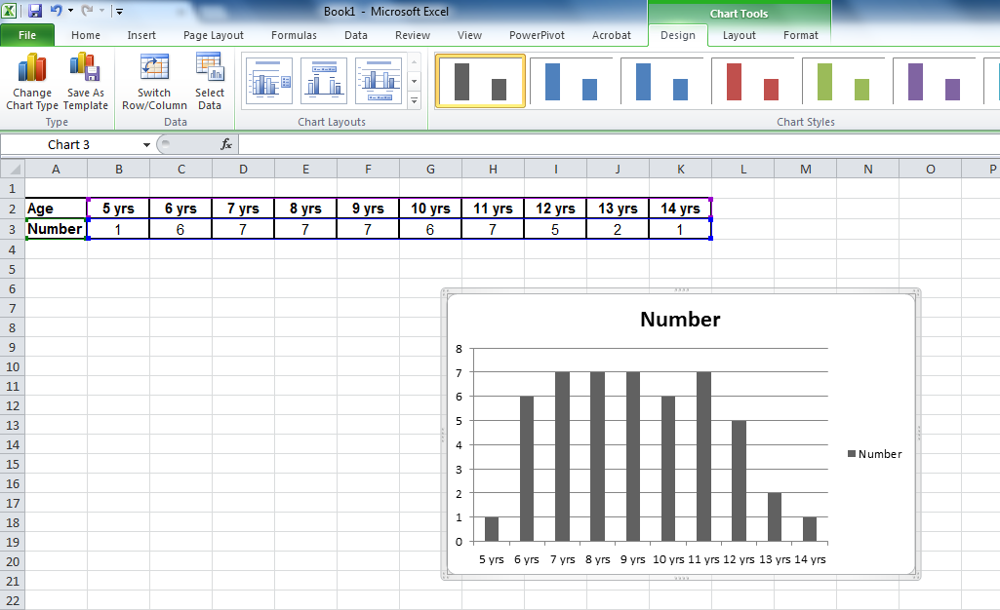 Book1 - Microsoft Excel
Chart Tools
File Home Insert Page Layout Formulas Data Review View PowerPivot Acrobat Design Layout Format
Change Chart Type
Save As Template
Switch Row/Column
Select Data
Type Data Chart Layouts Chart Styles
Chart 3 fx
A B C D E F G H I J K L M N O P
1
2 Age 5 yrs 6 yrs 7 yrs 8 yrs 9 yrs 10 yrs 11 yrs 12 yrs 13 yrs 14 yrs
3 Number 1 6 7 7 7 6 7 5 2 1
4
5
6
7
8
9
10
11
12
13
14
15
16
17
18
19
20
21
22
Number
8
7
6
5
4
3
2
1
0
5 yrs 6 yrs 7 yrs 8 yrs 9 yrs 10 yrs 11 yrs 12 yrs 13 yrs 14 yrs
Number